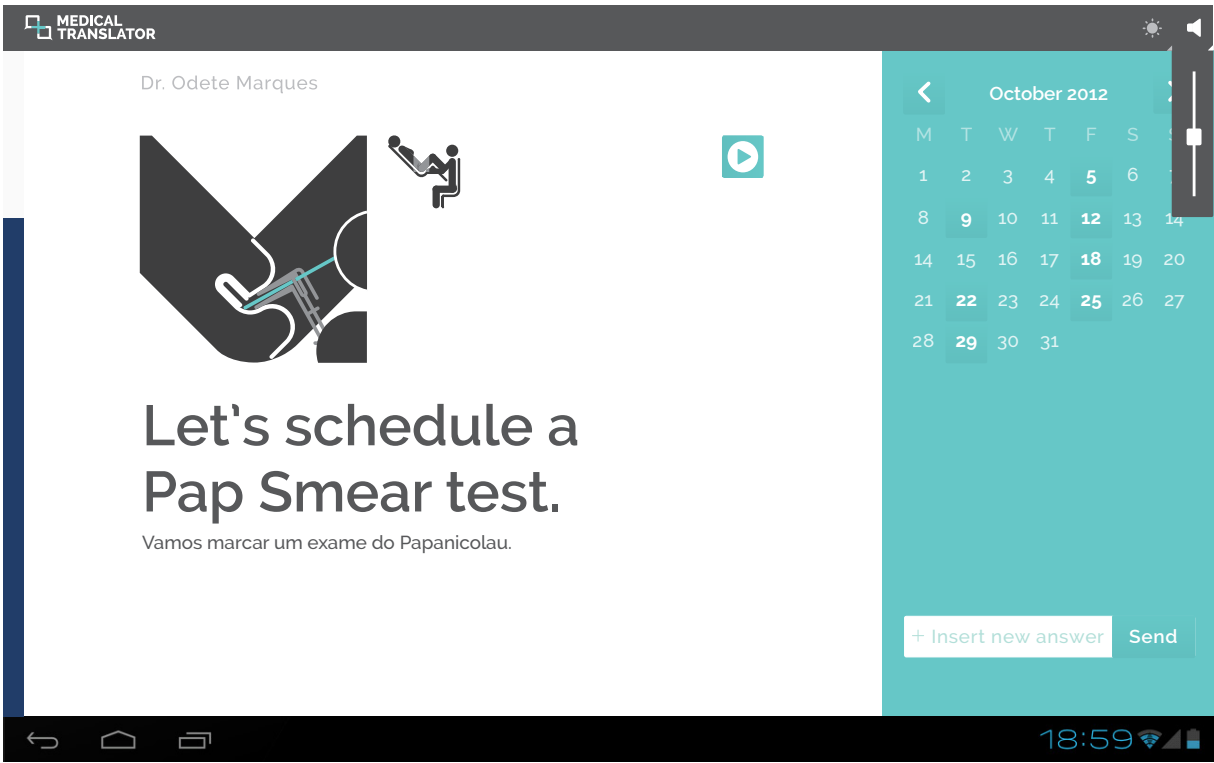 MEDICAL
TRANSLATOR
Dr. Odete Marques
Let's schedule a
Pap Smear test.
Vamos marcar um exame do Papanicolau.
October 2012
M T W T F S
1 2 3 4 5 6
8 9 10 11 12 13 14
14 15 16 17 18 19 20
21 22 23 24 25 26 27
28 29 30 31
+ Insert new answer
Send
18:59